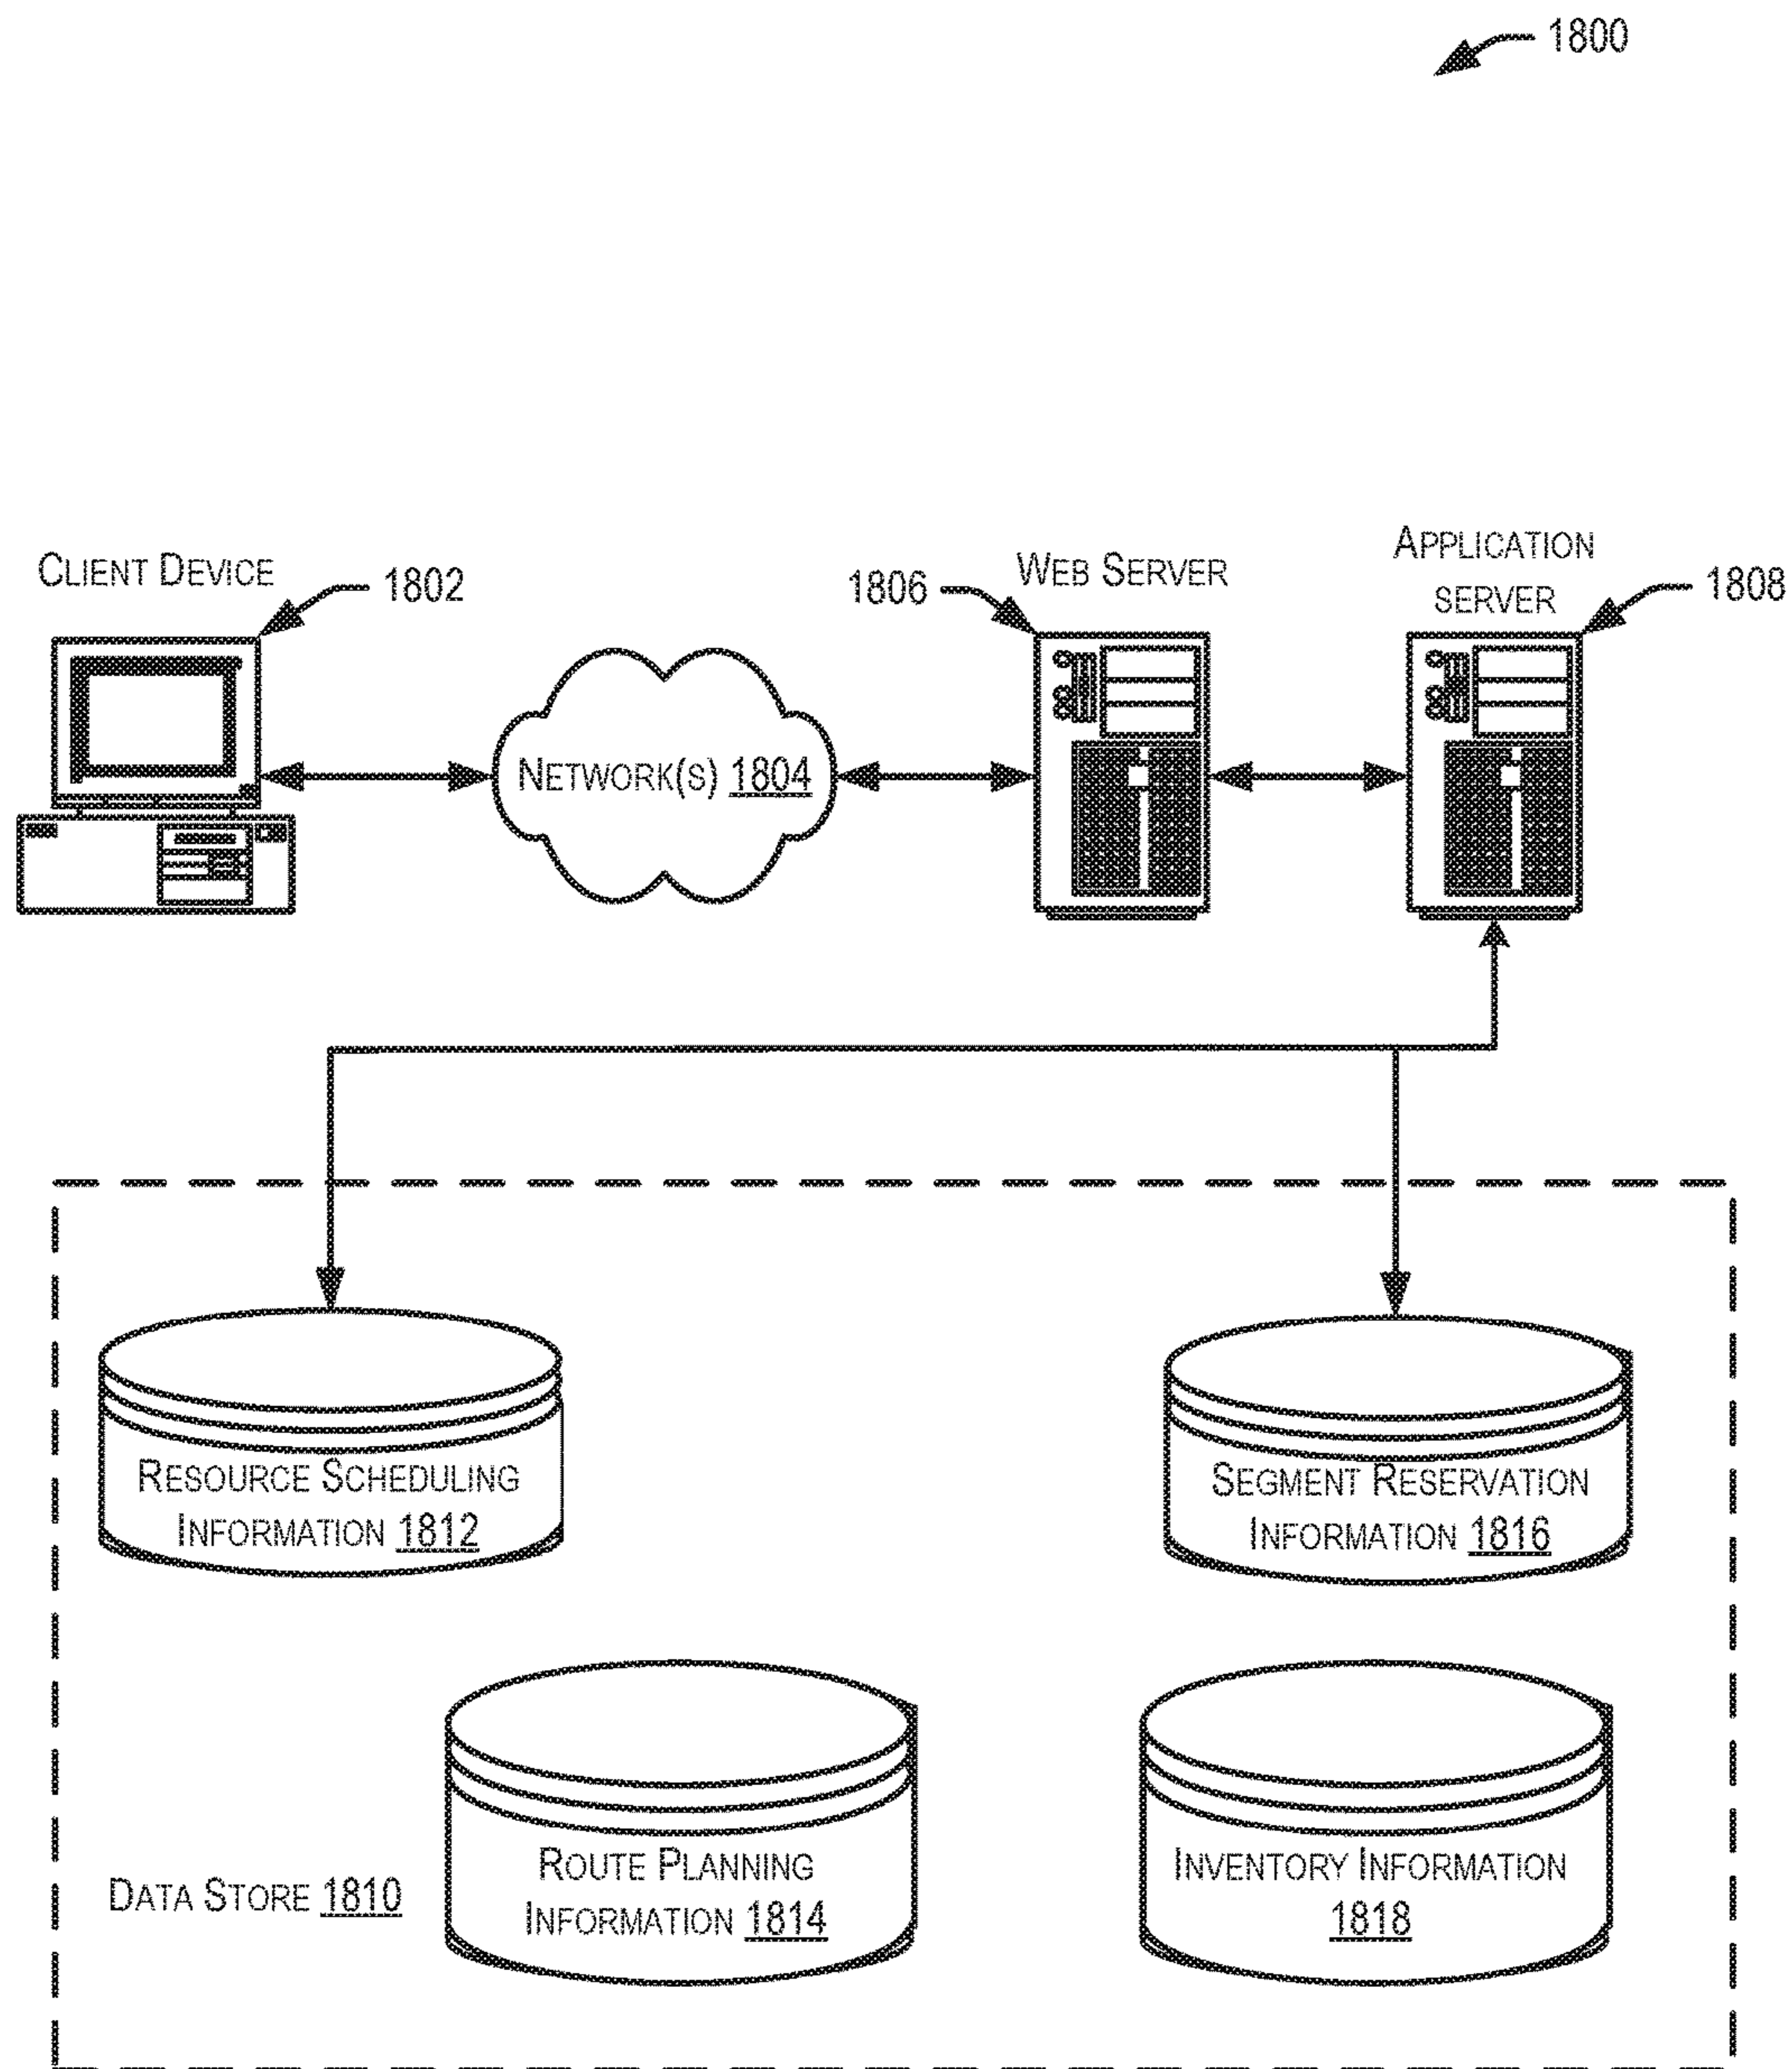 1800
CLIENT DEVICE
1802
1806
WEB SERVER
APPLICATION
SERVER
1808
NETWORK(S) 1804
RESOURCE SCHEDULING
INFORMATION 1812
SEGMENT RESERVATION
INFORMATION 1816
DATA STORE 1810
ROUTE PLANNING
INFORMATION 1814
INVENTORY INFORMATION
1818